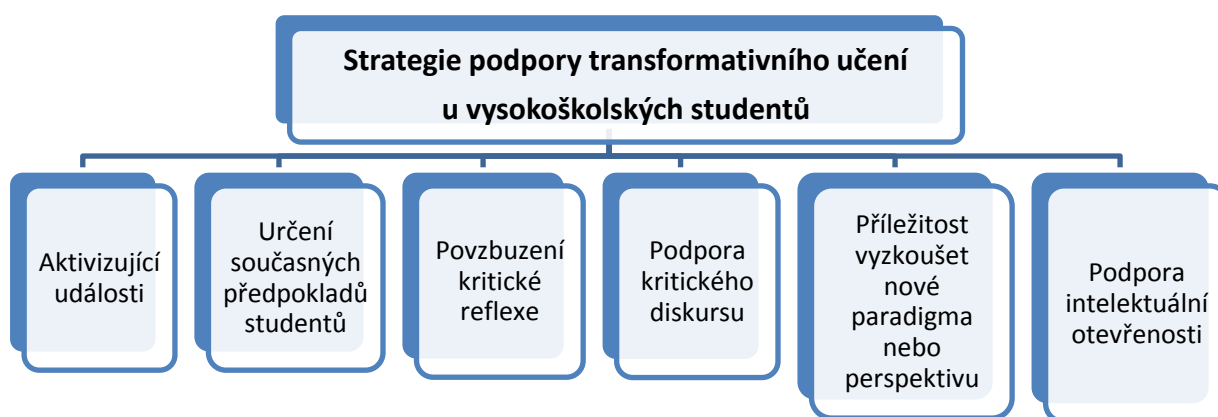 Strategie podpory transformativního učení
u vysokoškolských studentů
Aktivizující
události
Určení
současných
předpokladů
studentů
Povzbuzení
kritické
reflexe
Podpora
kritického
diskursu
Příležitost
vyzkoušet
nové
paradigma
nebo
perspektivu
Podpora
intelektuální
otevřenosti